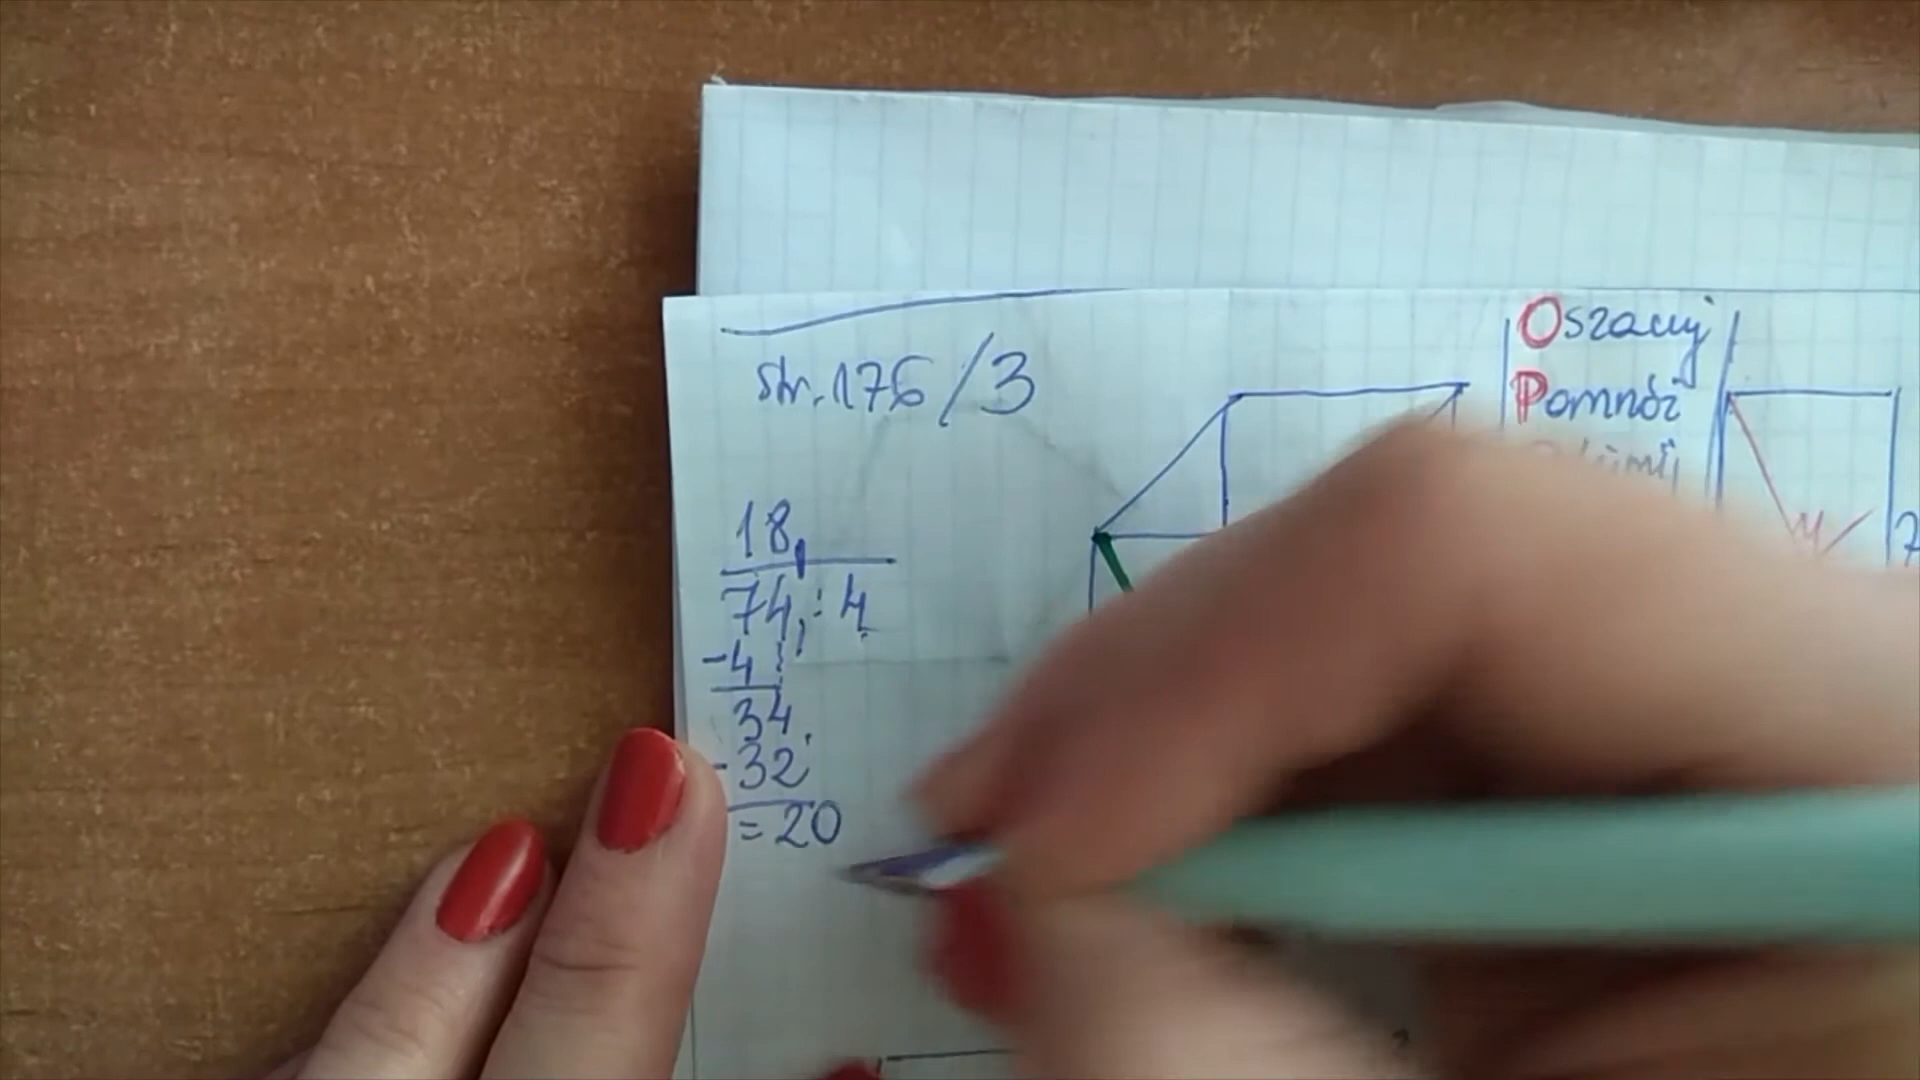 str. 176/3
18,
74, : 4
-4
34
-32
=20
Oszacuj
Pomnóż